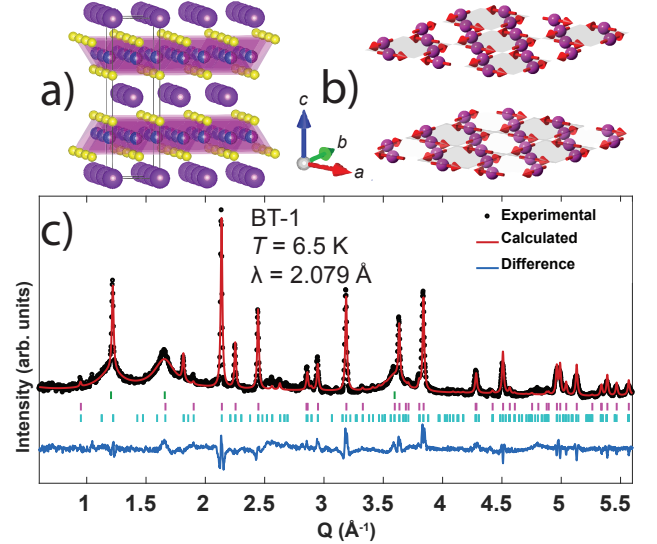 a)
b)
c
b
a
c)
BT-1
T = 6.5 K
λ = 2.079 Å
Experimental
Calculated
Difference
Intensity (arb. units)
1 1.5 2 2.5 3 3.5 4 4.5 5 5.5
Q (Å-1)